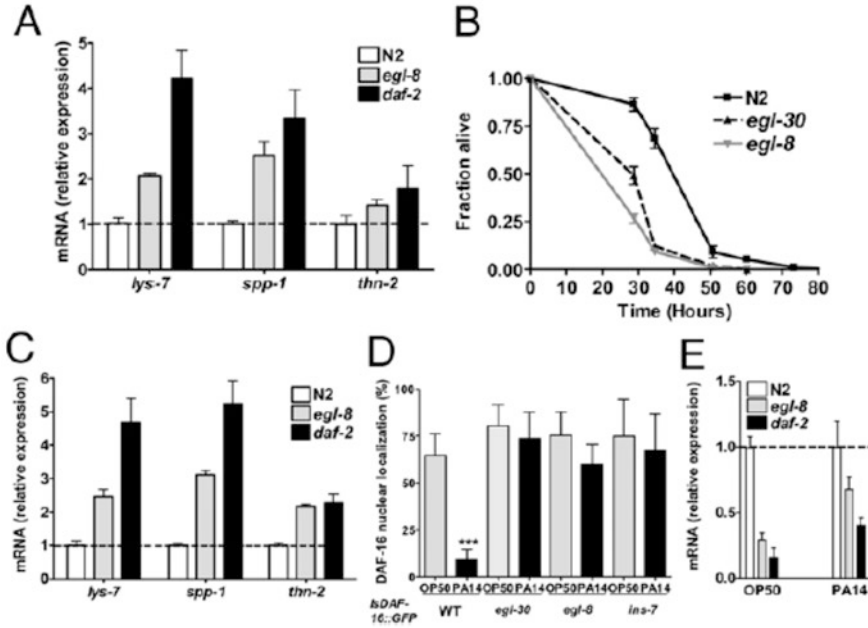 A
mRNA (relative expression)
5
4
3
2
1
0
N2
egl-8
daf-2
lys-7
spp-1
thn-2
B
Fraction alive
1.00
0.75
0.50
0.25
0.00
N2
egl-30
egl-8
0 10 20 30 40 50 60 70 80
Time (Hours)
C
mRNA (relative expression)
6
5
4
3
2
1
0
N2
egl-8
daf-2
lys-7
spp-1
thn-2
D
DAF-16 nuclear localization (%)
100
75
50
25
0
***
OP50 PA14 OP50 PA14 OP50 PA14 OP50 PA14
IsDAF-16::GFP
WT egl-30 egl-8 ins-7
E
mRNA (relative expression)
1.5
1.0
0.5
0.0
N2
egl-8
daf-2
OP50 PA14